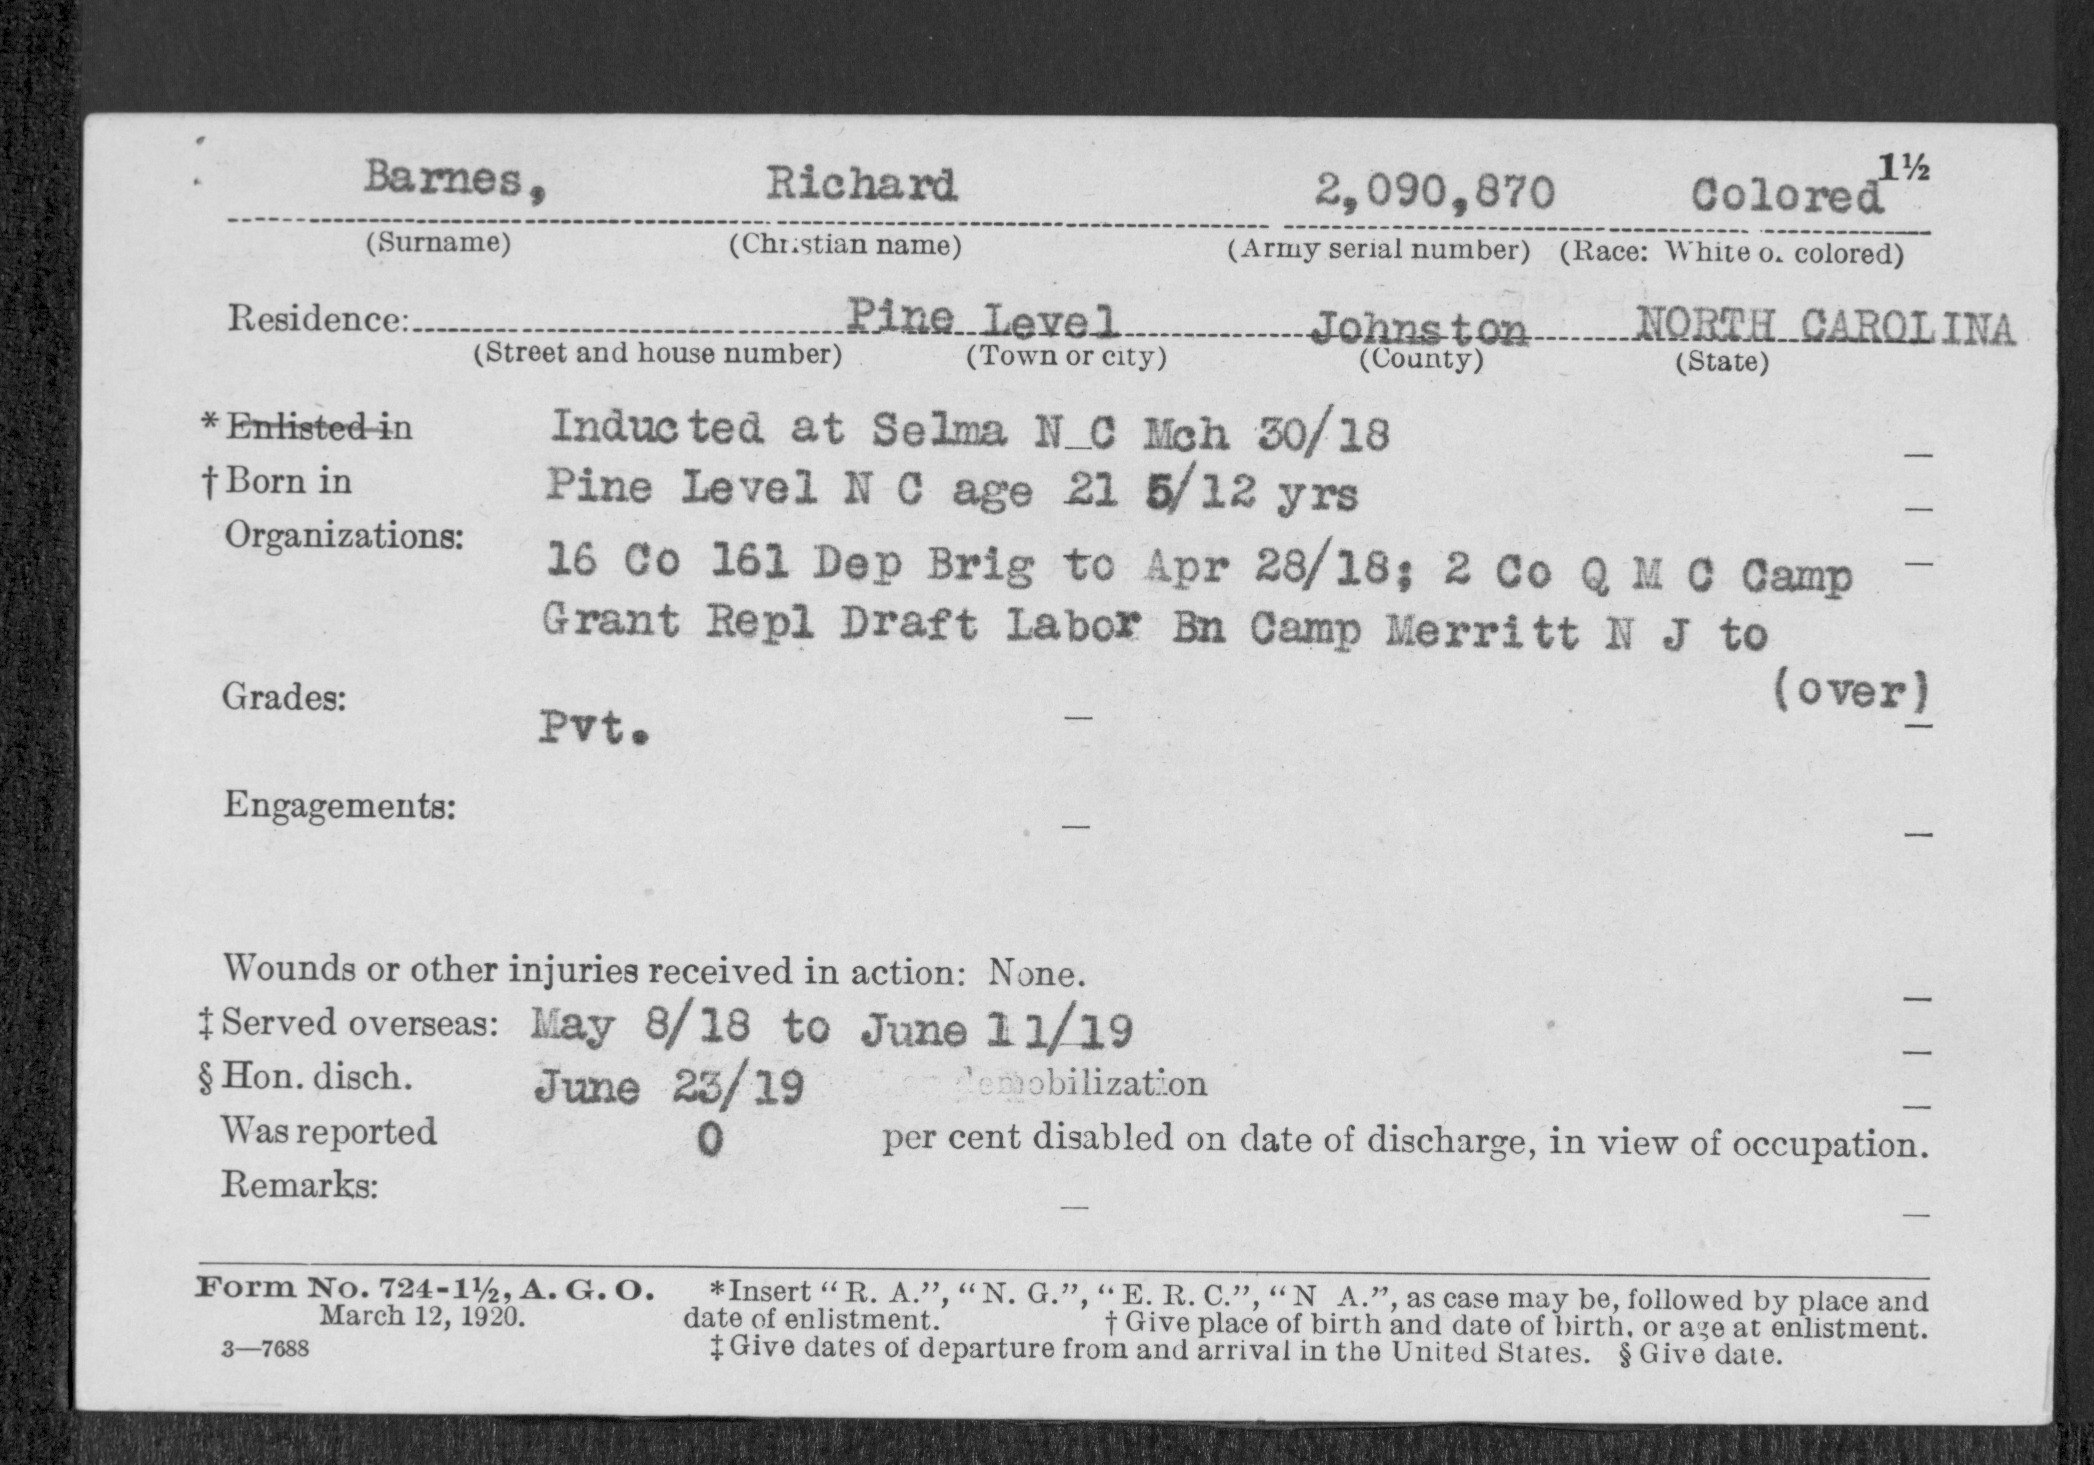 1½
Barnes, Richard 2,090,870 Colored
(Surname) (Christian name) (Army serial number) (Race: White or colored)
Residence: Pine Level Johnston NORTH CAROLINA
(Street and house number) (Town or city) (County) (State)
* Enlisted in Inducted at Selma N C Mch 30/18
† Born in Pine Level N C age 21 5/12 yrs
Organizations: 16 Co 161 Dep Brig to Apr 28/18; 2 Co Q M C Camp
Grant Repl Draft Labor Bn Camp Merritt N J to
(over)
Grades: Pvt.
Engagements:
Wounds or other injuries received in action: None.
‡ Served overseas: May 8/18 to June 11/19
§ Hon. disch. June 23/19 demobilization
Was reported 0 per cent disabled on date of discharge, in view of occupation.
Remarks:
Form No. 724-1½, A. G. O. *Insert "R. A.", "N. G.", "E. R. C.", "N A.", as case may be, followed by place and
March 12, 1920. date of enlistment. † Give place of birth and date of birth, or age at enlistment.
3—7688 ‡ Give dates of departure from and arrival in the United States. § Give date.